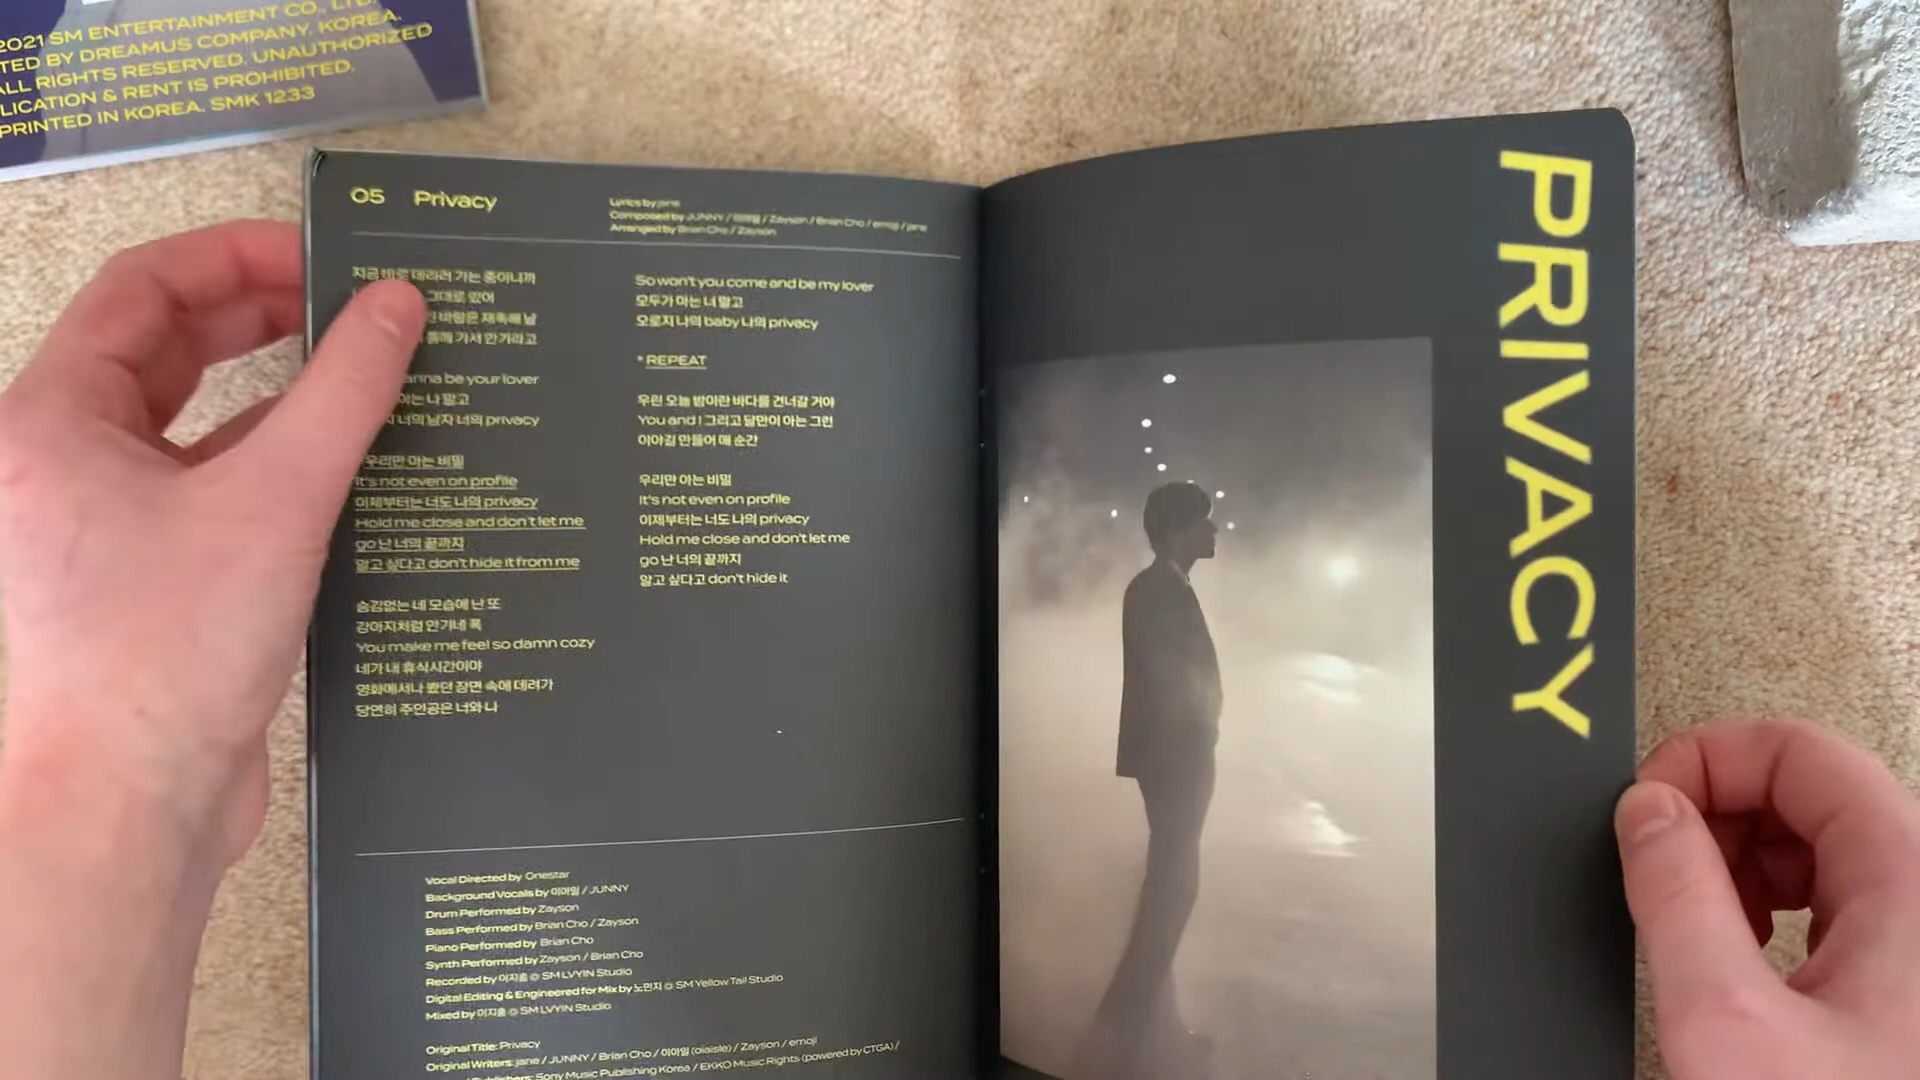 2021 SM ENTERTAINMENT CO., LTD.
TED BY DREAMUS COMPANY, KOREA.
ALL RIGHTS RESERVED. UNAUTHORIZED
LICATION & RENT IS PROHIBITED.
PRINTED IN KOREA. SMK 1233
05 Privacy
Lyrics by jane
Composed by JUNNY / 이아일 / Zayson / Brian Cho / emoji / jane
Arranged by Brian Cho / Zayson
지금 바로 데리러 가는 중이니까
그대로 있어
바람은 재촉해 날
품에 가서 안기라고
anna be your lover
아는 나 말고
너의 남자 너의 privacy
우리만 아는 비밀
It's not even on profile
이제부터는 너도 나의 privacy
Hold me close and don't let me
go 난 너의 끝까지
알고 싶다고 don't hide it from me
숨김없는 네 모습에 난 또
강아지처럼 안기네 폭
You make me feel so damn cozy
네가 내 휴식시간이야
영화에서나 봤던 장면 속에 데려가
당연히 주인공은 너와 나
So won't you come and be my lover
모두가 아는 너 말고
오로지 나의 baby 나의 privacy
* REPEAT
우린 오늘 밤이란 바다를 건너갈 거야
You and I 그리고 달만이 아는 그런
이야길 만들어 매 순간
우리만 아는 비밀
It's not even on profile
이제부터는 너도 나의 privacy
Hold me close and don't let me
go 난 너의 끝까지
알고 싶다고 don't hide it
Vocal Directed by Onestar
Background Vocals by 이아일 / JUNNY
Drum Performed by Zayson
Bass Performed by Brian Cho / Zayson
Piano Performed by Brian Cho
Synth Performed by Zayson / Brian Cho
Recorded by 이지홍 @ SM LVYIN Studio
Digital Editing & Engineered for Mix by 노민지 @ SM Yellow Tail Studio
Mixed by 이지홍 @ SM LVYIN Studio
Original Title: Privacy
Original Writers: jane / JUNNY / Brian Cho / 이아일 (oiaisle) / Zayson / emoji
Publishers: Sony Music Publishing Korea / EKKO Music Rights (powered by CTGA) /
PRIVACY